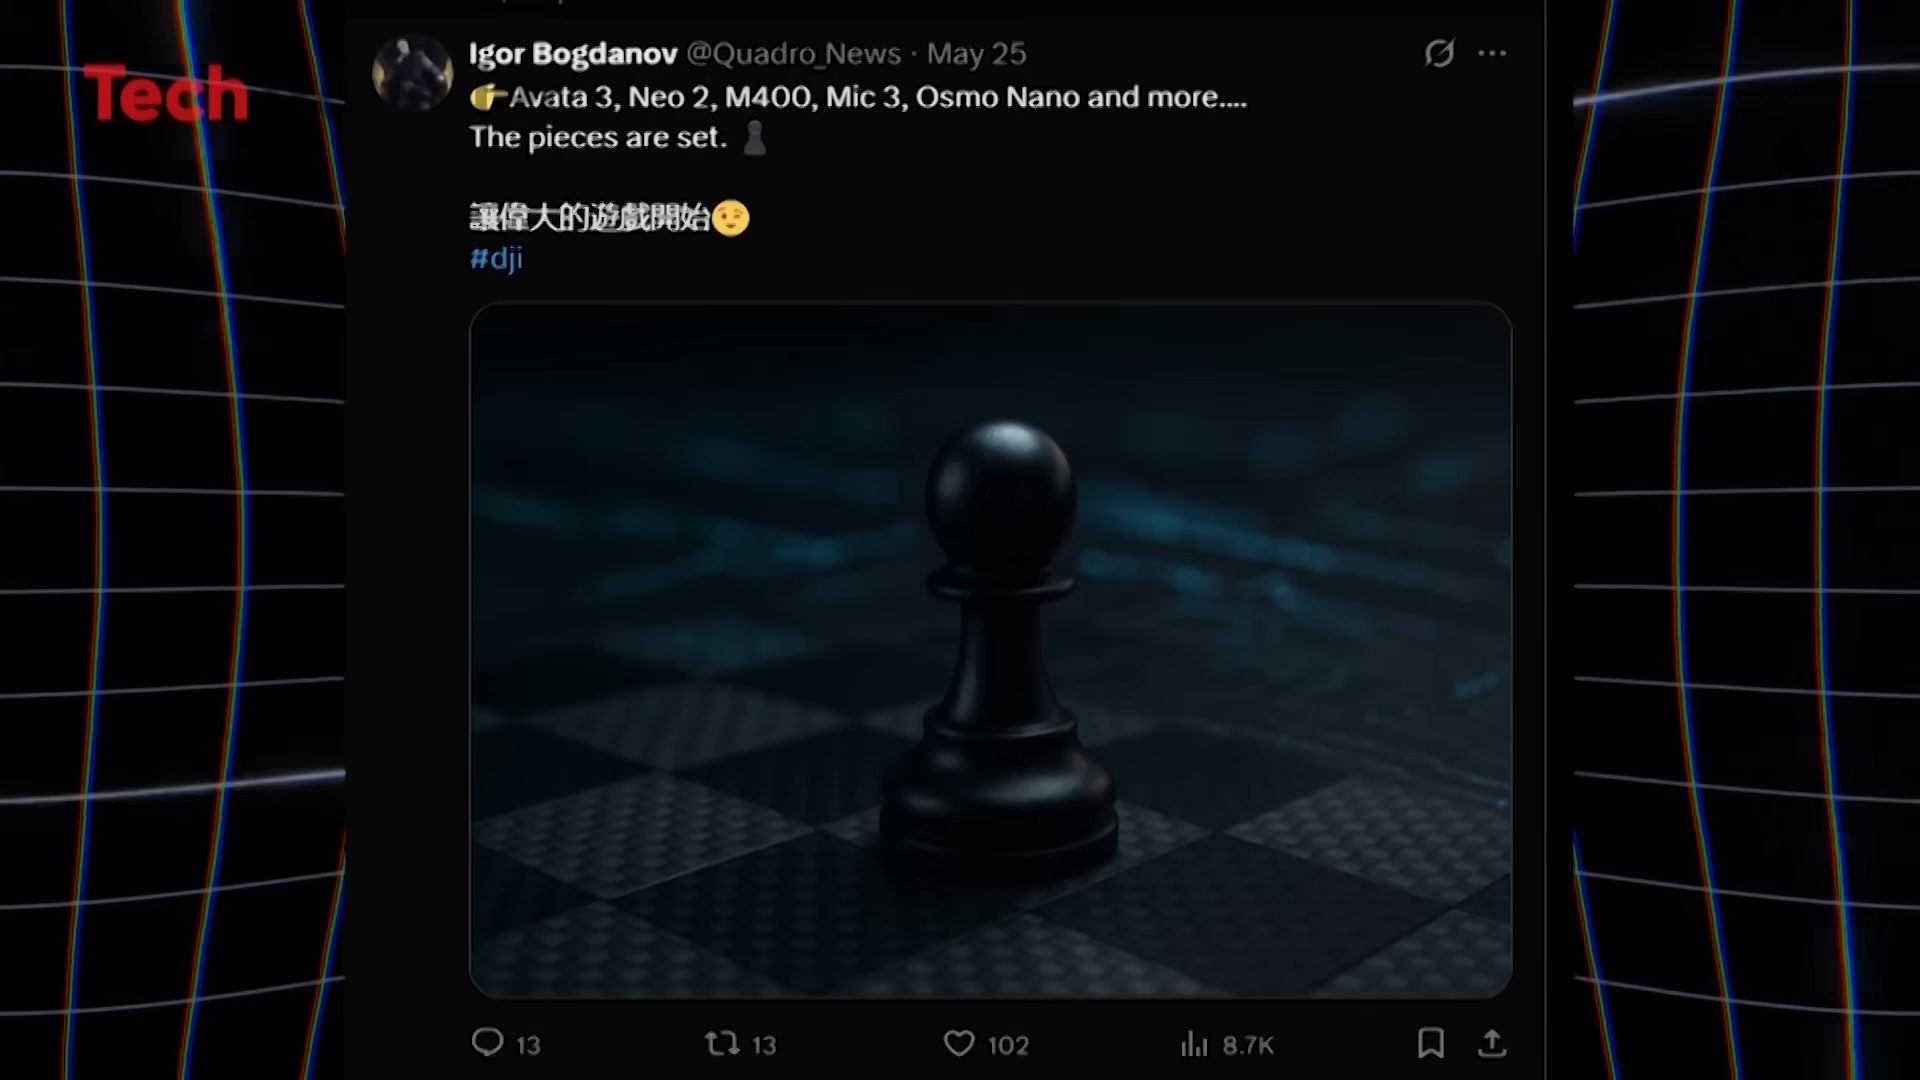 Tech
Igor Bogdanov @Quadro_News · May 25
👉Avata 3, Neo 2, M400, Mic 3, Osmo Nano and more....
The pieces are set. ♟
讓偉人的遊戲開始😉
#dji
13 13 102 8.7K